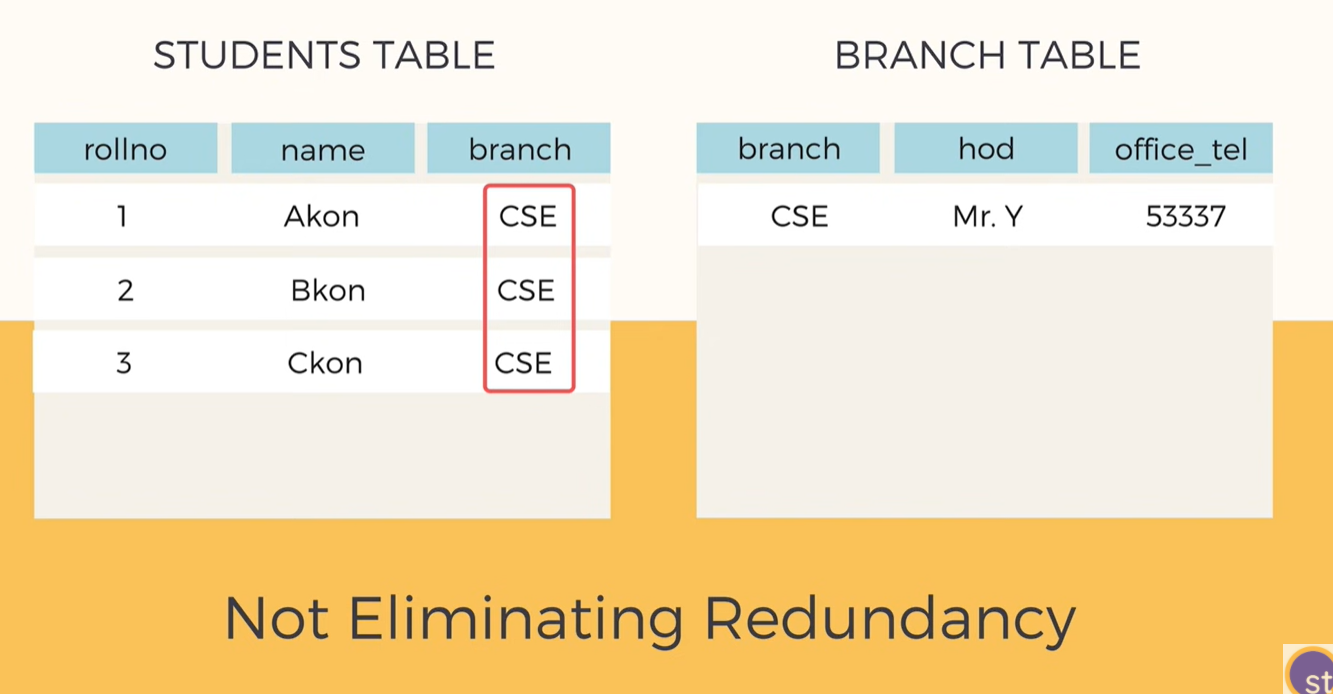 STUDENTS TABLE
BRANCH TABLE
rollno name branch
1 Akon CSE
2 Bkon CSE
3 Ckon CSE
branch hod office_tel
CSE Mr. Y 53337
Not Eliminating Redundancy
st